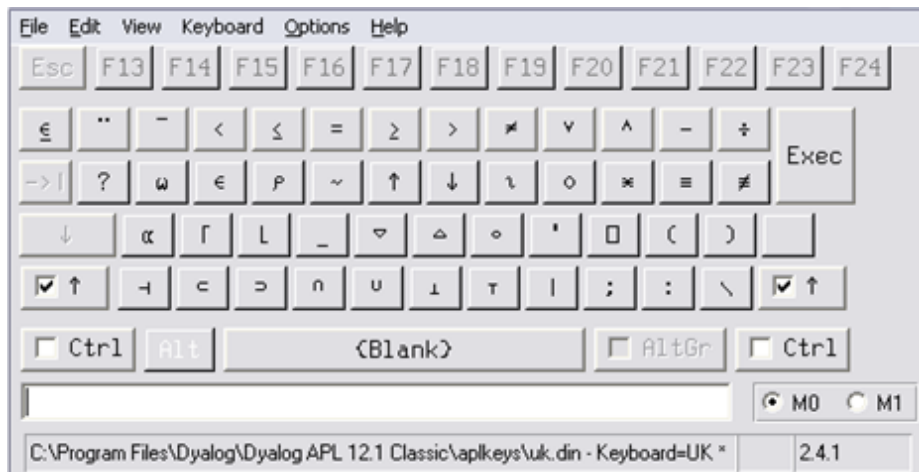 File Edit View Keyboard Options Help
Esc F13 F14 F15 F16 F17 F18 F19 F20 F21 F22 F23 F24
⍷ ¨ ¯ < ≤ = ≥ > ≠ ∨ ∧ - ÷
Exec
->| ? ⍵ ∊ ⍴ ~ ↑ ↓ ⍳ ○ * ≡ ≢
↓ ⍺ ⌈ ⌊ _ ∇ ∆ ∘ ' ⎕ ( )
↑ ⊣ ⊂ ⊃ ∩ ∪ ⊥ ⊤ | ; : \ ↑
Ctrl Alt {Blank} AltGr Ctrl
M0 M1
C:\Program Files\Dyalog\Dyalog APL 12.1 Classic\aplkeys\uk.din - Keyboard=UK * 2.4.1